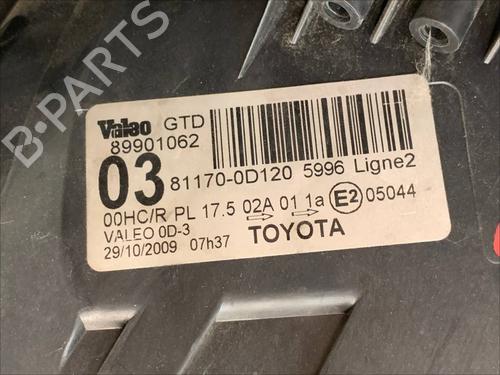 Valeo GTD
89901062
03 81170-0D120 5996 Ligne2
00HC/R PL 17.5 02A 01 1a E2 05044
VALEO 0D-3
29/10/2009 07h37 TOYOTA
B-PARTS